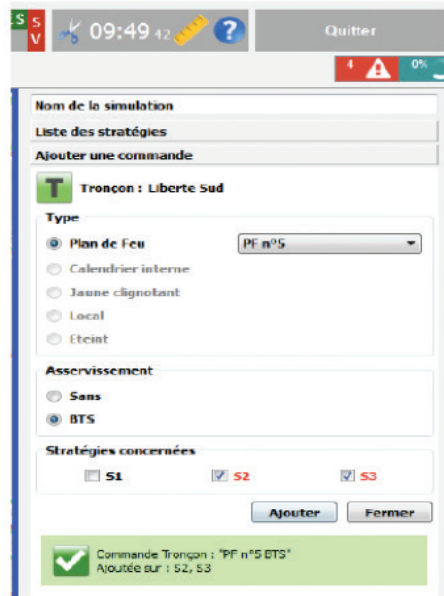 S S
V
09:49 42
?
Quitter
4
0%
Nom de la simulation
Liste des stratégies
Ajouter une commande
T Tronçon : Liberte Sud
Type
Plan de Feu PF n°5
Calendrier interne
Jaune clignotant
Local
Eteint
Asservissement
Sans
BTS
Stratégies concernées
S1 S2 S3
Ajouter Fermer
Commande Tronçon : "PF n°5 BTS"
Ajoutée sur : S2, S3